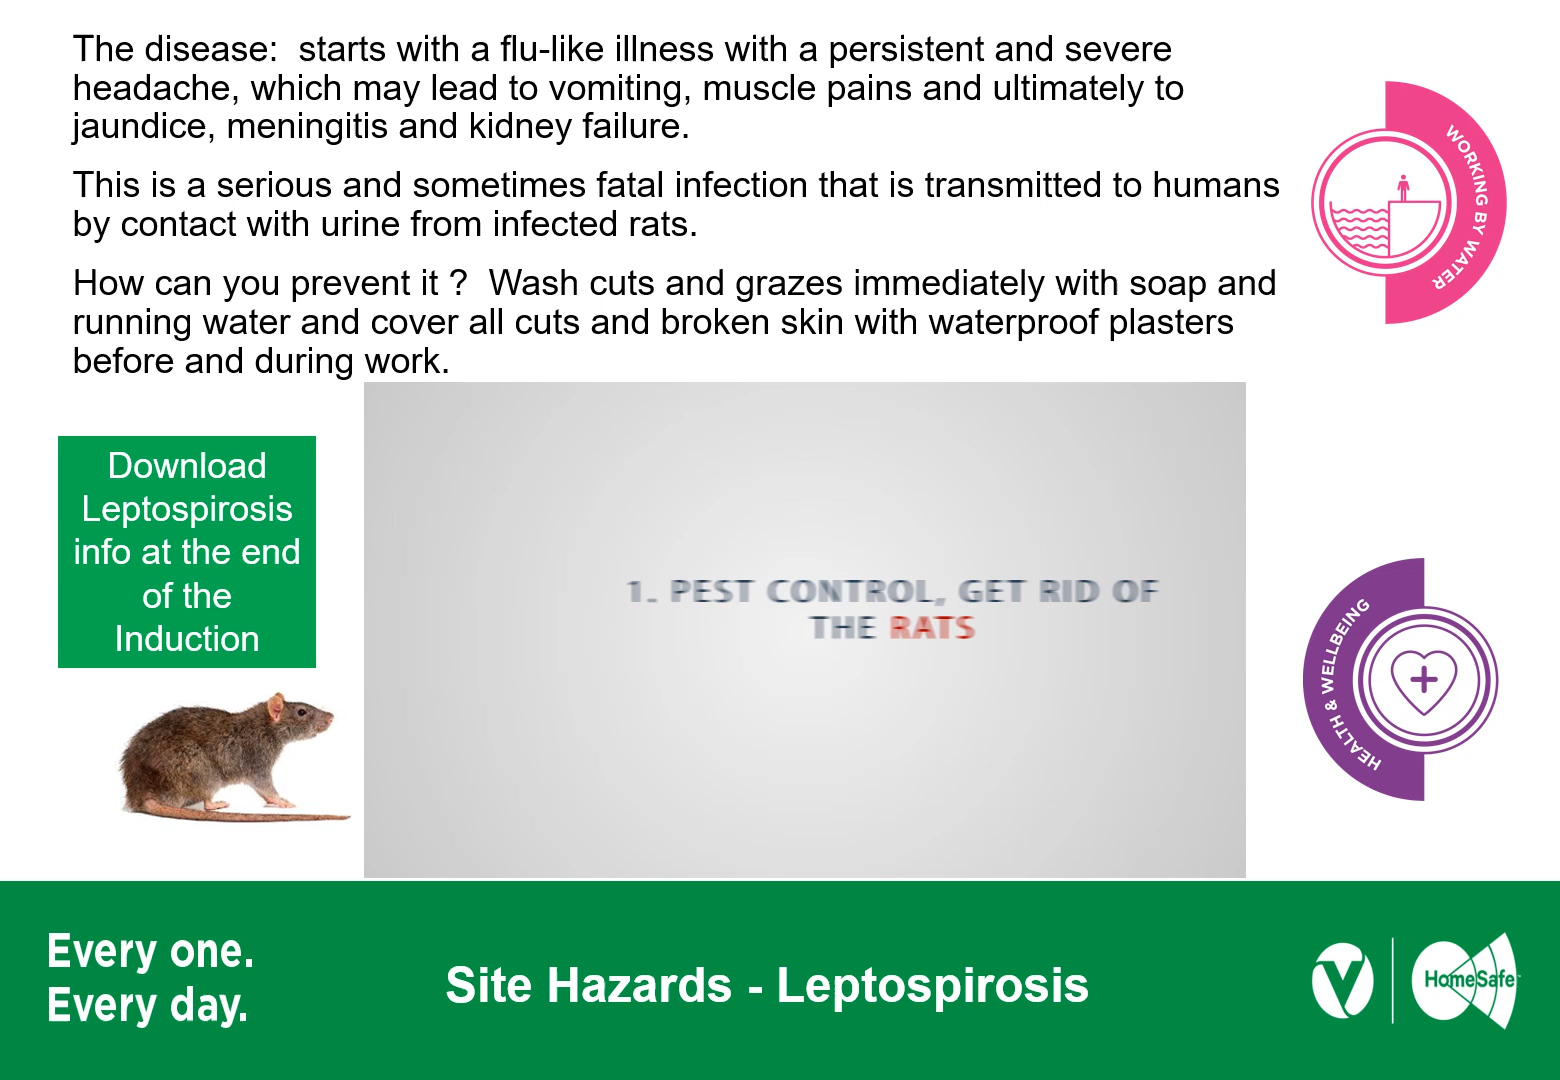 The disease:  starts with a flu-like illness with a persistent and severe
headache, which may lead to vomiting, muscle pains and ultimately to
jaundice, meningitis and kidney failure.
This is a serious and sometimes fatal infection that is transmitted to humans
by contact with urine from infected rats.
How can you prevent it ?  Wash cuts and grazes immediately with soap and
running water and cover all cuts and broken skin with waterproof plasters
before and during work.
WORKING BY WATER
Download
Leptospirosis
info at the end
of the
Induction
1. PEST CONTROL, GET RID OF
THE RATS
HEALTH & WELLBEING
Every one.
Every day.
Site Hazards - Leptospirosis
V
HomeSafe